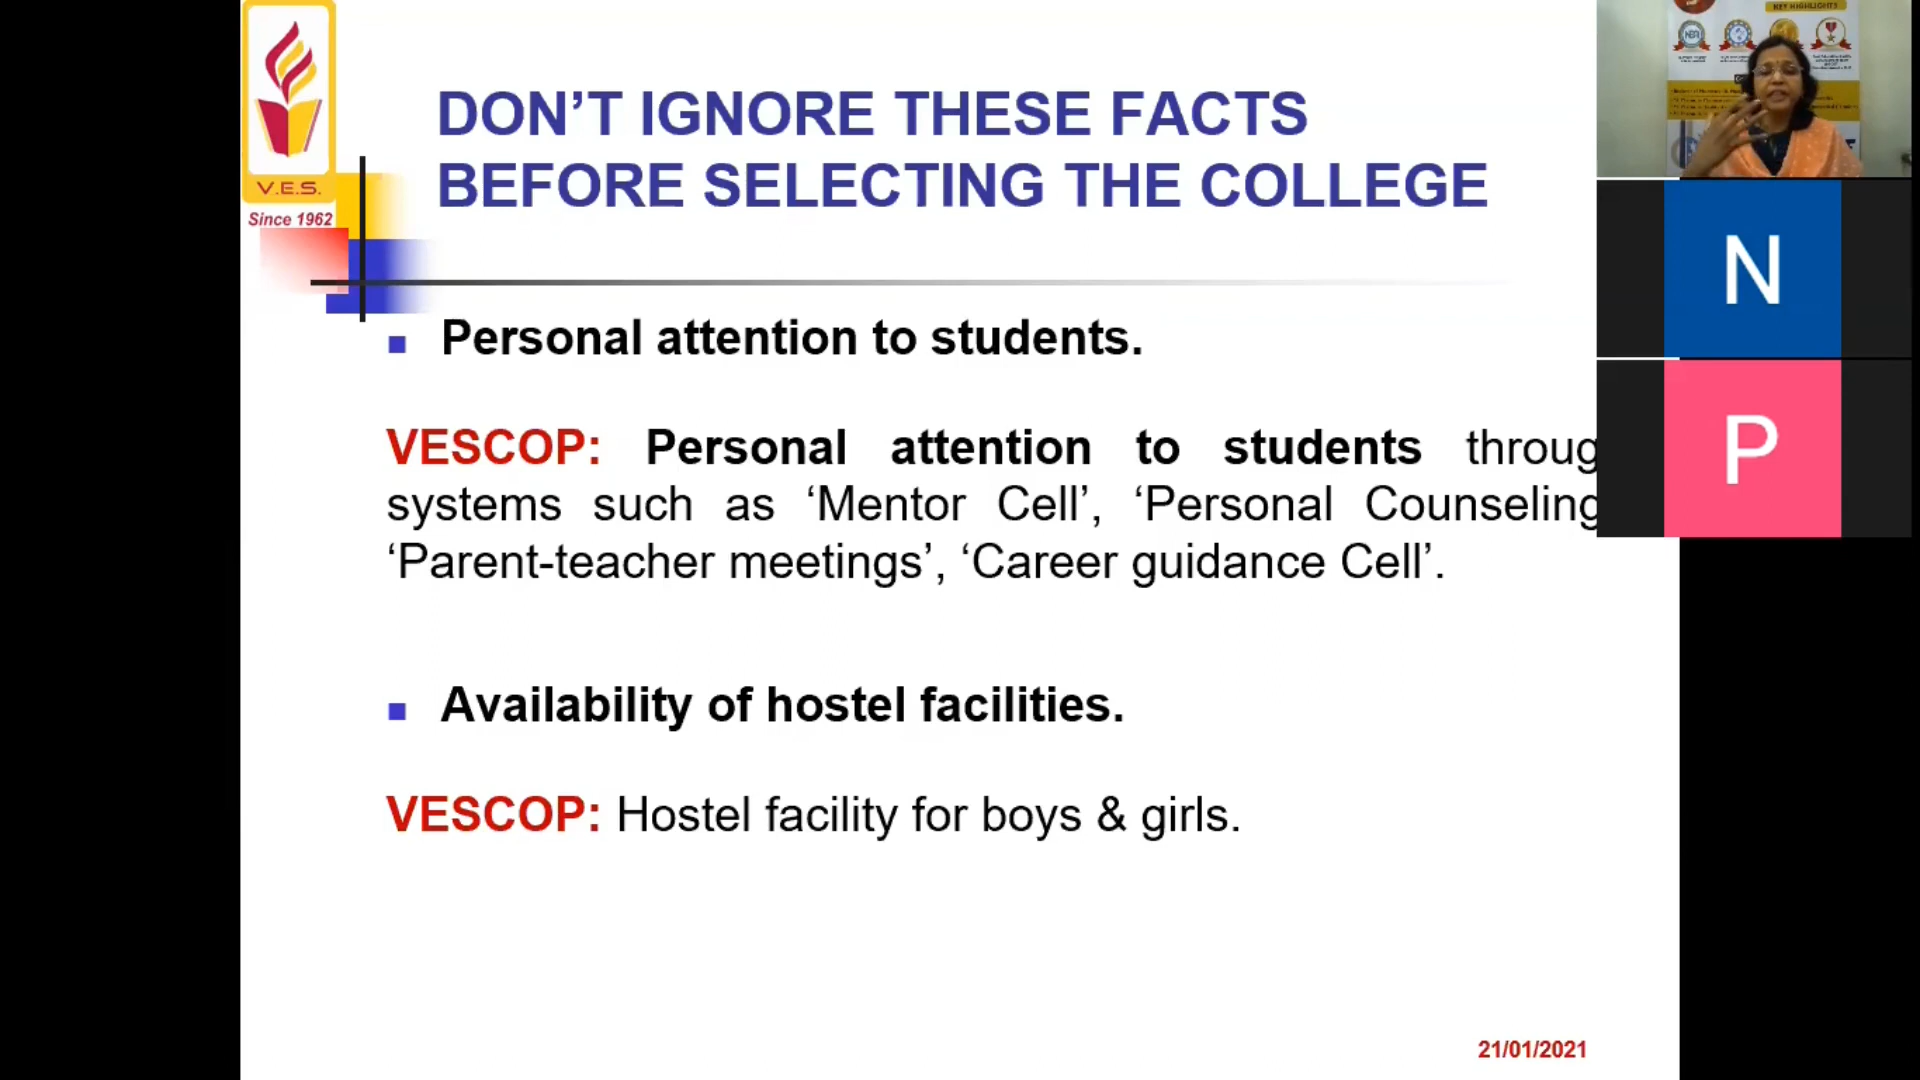 V.E.S.
Since 1962
DON’T IGNORE THESE FACTS
BEFORE SELECTING THE COLLEGE
Personal attention to students.
VESCOP: Personal attention to students throug
systems such as ‘Mentor Cell’, ‘Personal Counseling
‘Parent-teacher meetings’, ‘Career guidance Cell’.
Availability of hostel facilities.
VESCOP: Hostel facility for boys & girls.
21/01/2021
KEY HIGHLIGHTS
N
P